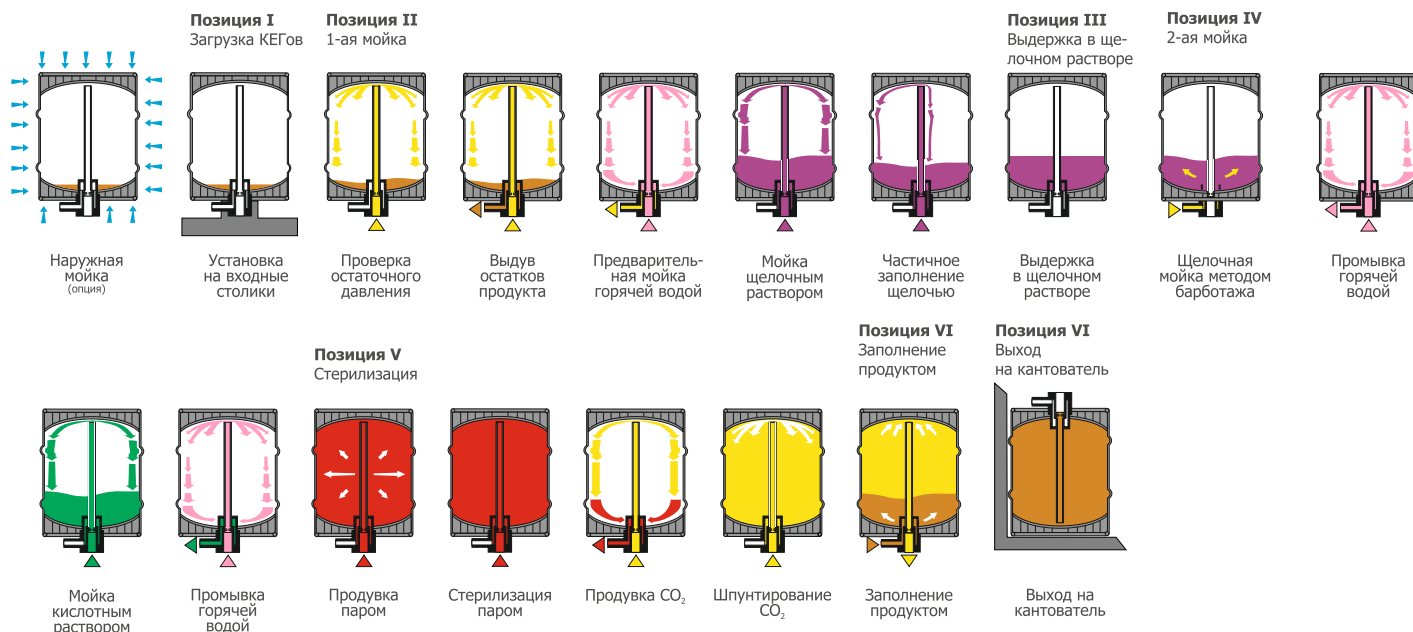 Позиция I
Загрузка КЕГов
Позиция II
1-ая мойка
Позиция III
Выдержка в ще-
лочном растворе
Позиция IV
2-ая мойка
Наружная
мойка
(опция)
Установка
на входные
столики
Проверка
остаточного
давления
Выдув
остатков
продукта
Предваритель-
ная мойка
горячей водой
Мойка
щелочным
раствором
Частичное
заполнение
щелочью
Выдержка
в щелочном
растворе
Щелочная
мойка методом
барботажа
Промывка
горячей
водой
Позиция V
Стерилизация
Позиция VI
Заполнение
продуктом
Позиция VI
Выход
на кантователь
Мойка
кислотным
раствором
Промывка
горячей
водой
Продувка
паром
Стерилизация
паром
Продувка CO₂
Шпунтирование
CO₂
Заполнение
продуктом
Выход на
кантователь